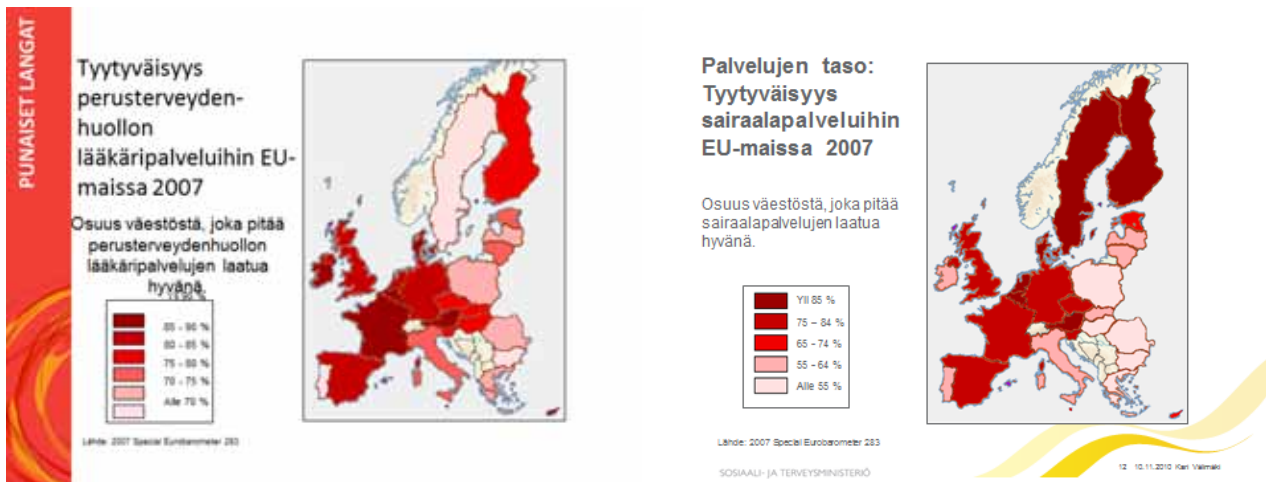 PUNAISET LANGAT
Tyytyväisyys
perusterveyden-
huollon
lääkäripalveluihin EU-
maissa 2007
Osuus väestöstä, joka pitää
perusterveydenhuollon
lääkäripalvelujen laatua
hyvänä.
85 - 90 %
80 - 85 %
75 - 80 %
70 - 75 %
Alle 70 %
Lähde: 2007 Special Eurobarometer 283
Palvelujen taso:
Tyytyväisyys
sairaalapalveluihin
EU-maissa 2007
Osuus väestöstä, joka pitää
sairaalapalvelujen laatua
hyvänä.
Yli 85 %
75 – 84 %
65 - 74 %
55 - 64 %
Alle 55 %
Lähde: 2007 Special Eurobarometer 283
SOSIAALI- JA TERVEYSMINISTERIÖ
12 10.11.2010 Kari Välimäki